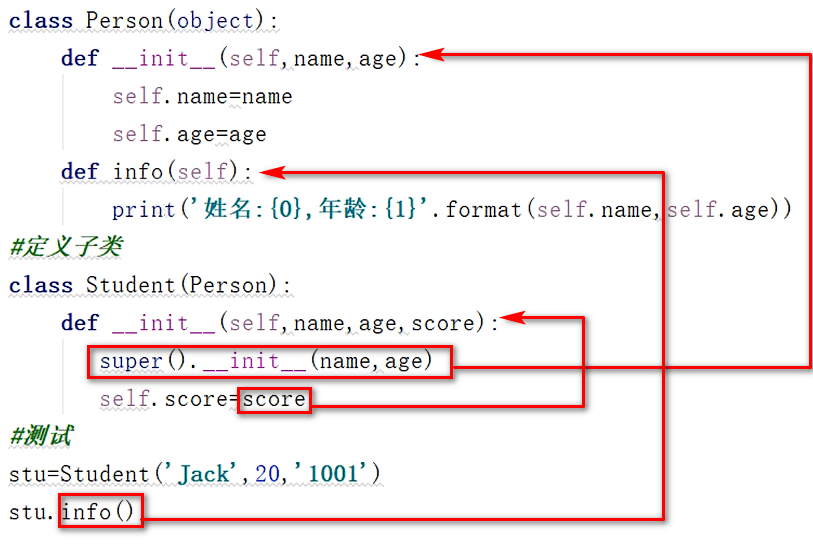 class Person(object):
def __init__(self,name,age):
self.name=name
self.age=age
def info(self):
print('姓名:{0},年龄:{1}'.format(self.name,self.age))
#定义子类
class Student(Person):
def __init__(self,name,age,score):
super().__init__(name,age)
self.score=score
#测试
stu=Student('Jack',20,'1001')
stu.info()